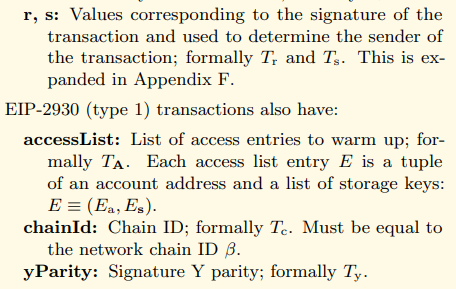 r, s: Values corresponding to the signature of the
transaction and used to determine the sender of
the transaction; formally Tr and Ts. This is ex-
panded in Appendix F.
EIP-2930 (type 1) transactions also have:
accessList: List of access entries to warm up; for-
mally TA. Each access list entry E is a tuple
of an account address and a list of storage keys:
E ≡ (Ea, Es).
chainId: Chain ID; formally Tc. Must be equal to
the network chain ID β.
yParity: Signature Y parity; formally Ty.